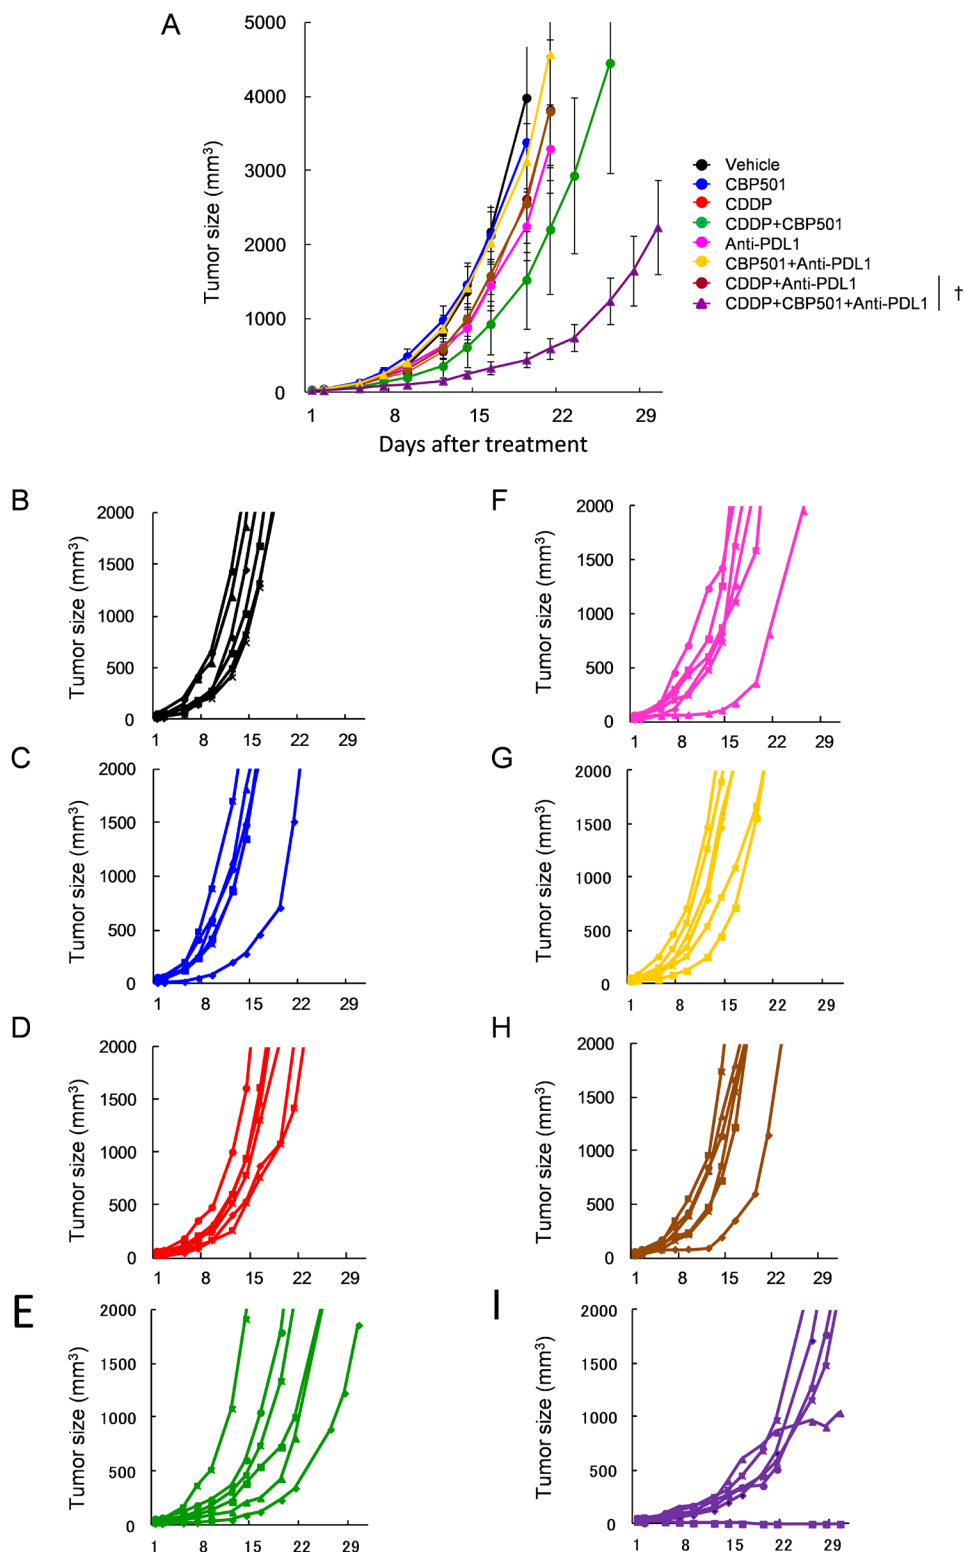 A
5000
4000
3000
2000
1000
0
Tumor size (mm³)
1 8 15 22 29
Days after treatment
Vehicle
CBP501
CDDP
CDDP+CBP501
Anti-PDL1
CBP501+Anti-PDL1
CDDP+Anti-PDL1
CDDP+CBP501+Anti-PDL1
†
B
2000
1500
1000
500
0
Tumor size (mm³)
1 8 15 22 29
F
2000
1500
1000
500
0
Tumor size (mm³)
1 8 15 22 29
C
2000
1500
1000
500
0
Tumor size (mm³)
1 8 15 22 29
G
2000
1500
1000
500
0
Tumor size (mm³)
1 8 15 22 29
D
2000
1500
1000
500
0
Tumor size (mm³)
1 8 15 22 29
H
2000
1500
1000
500
0
Tumor size (mm³)
1 8 15 22 29
E
2000
1500
1000
500
0
Tumor size (mm³)
1 8 15 22 29
I
2000
1500
1000
500
0
Tumor size (mm³)
1 8 15 22 29